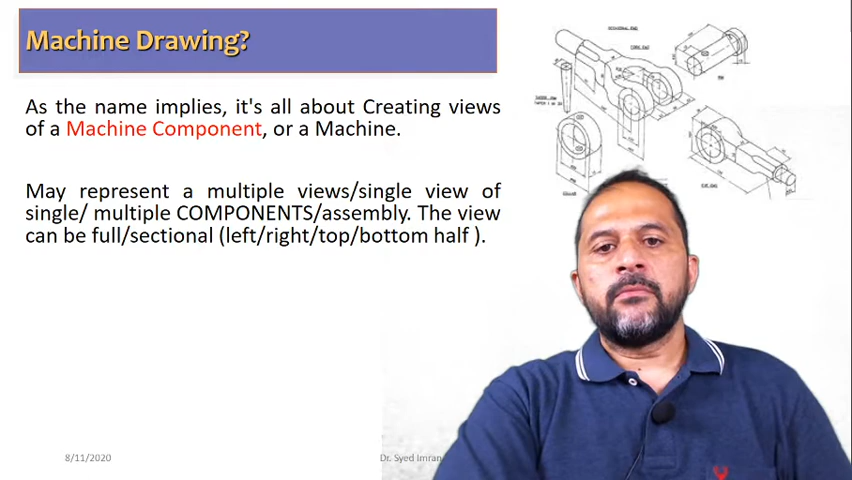 Machine Drawing?
As the name implies, it's all about Creating views
of a Machine Component, or a Machine.
May represent a multiple views/single view of
single/ multiple COMPONENTS/assembly. The view
can be full/sectional (left/right/top/bottom half ).
8/11/2020
Dr. Syed Imran